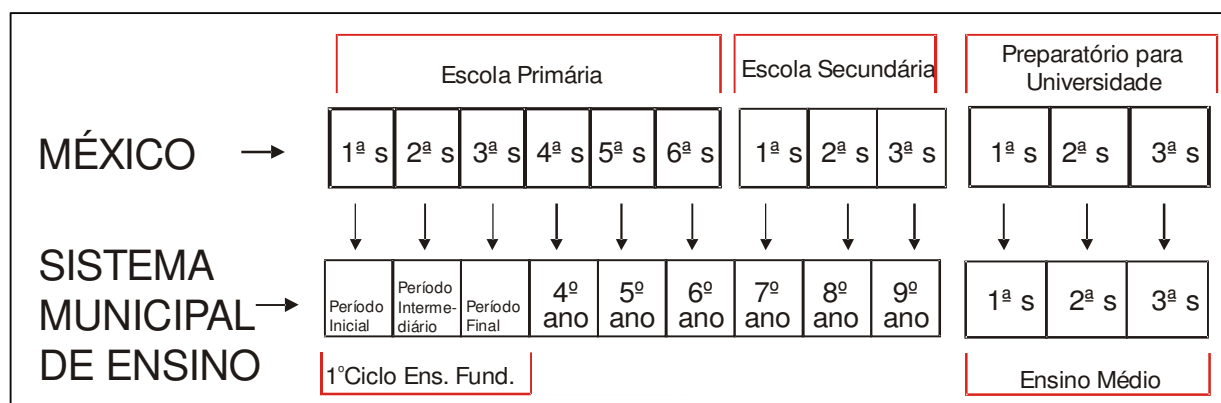 Escola Primária
Escola Secundária
Preparatório para
Universidade
MÉXICO
1ª s 2ª s 3ª s 4ª s 5ª s 6ª s 1ª s 2ª s 3ª s 1ª s 2ª s 3ª s
SISTEMA
MUNICIPAL
DE ENSINO
Período
Inicial
Período
Interme-
diário
Período
Final
4º
ano
5º
ano
6º
ano
7º
ano
8º
ano
9º
ano
1ª s 2ª s 3ª s
1ºCiclo Ens. Fund.
Ensino Médio